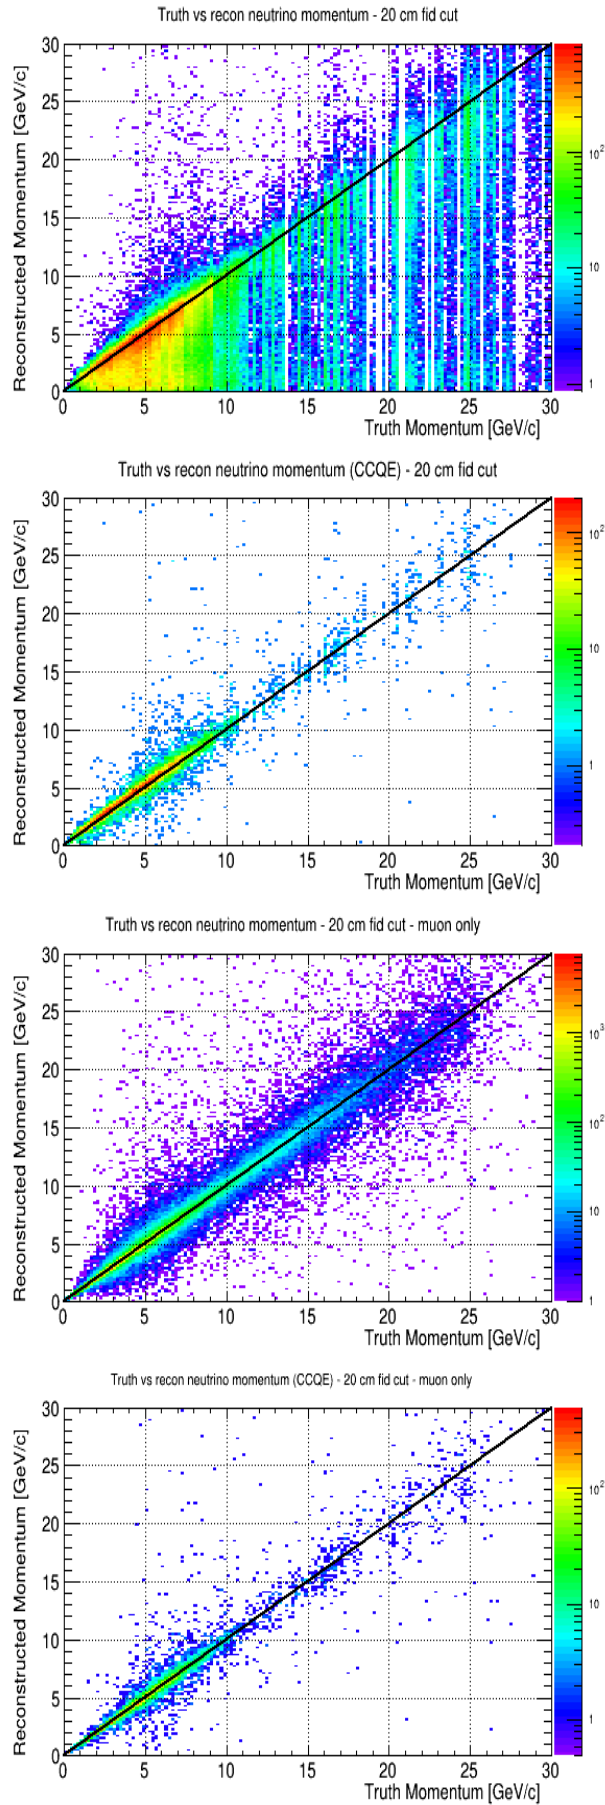 Truth vs recon neutrino momentum - 20 cm fid cut
Reconstructed Momentum [GeV/c]
30
25
20
15
10
5
0
0 5 10 15 20 25 30
Truth Momentum [GeV/c]
10²
10
1
Truth vs recon neutrino momentum (CCQE) - 20 cm fid cut
Reconstructed Momentum [GeV/c]
30
25
20
15
10
5
0
0 5 10 15 20 25 30
Truth Momentum [GeV/c]
10²
10
1
Truth vs recon neutrino momentum - 20 cm fid cut - muon only
Reconstructed Momentum [GeV/c]
30
25
20
15
10
5
0
0 5 10 15 20 25 30
Truth Momentum [GeV/c]
10³
10²
10
1
Truth vs recon neutrino momentum (CCQE) - 20 cm fid cut - muon only
Reconstructed Momentum [GeV/c]
30
25
20
15
10
5
0
0 5 10 15 20 25 30
Truth Momentum [GeV/c]
10²
10
1